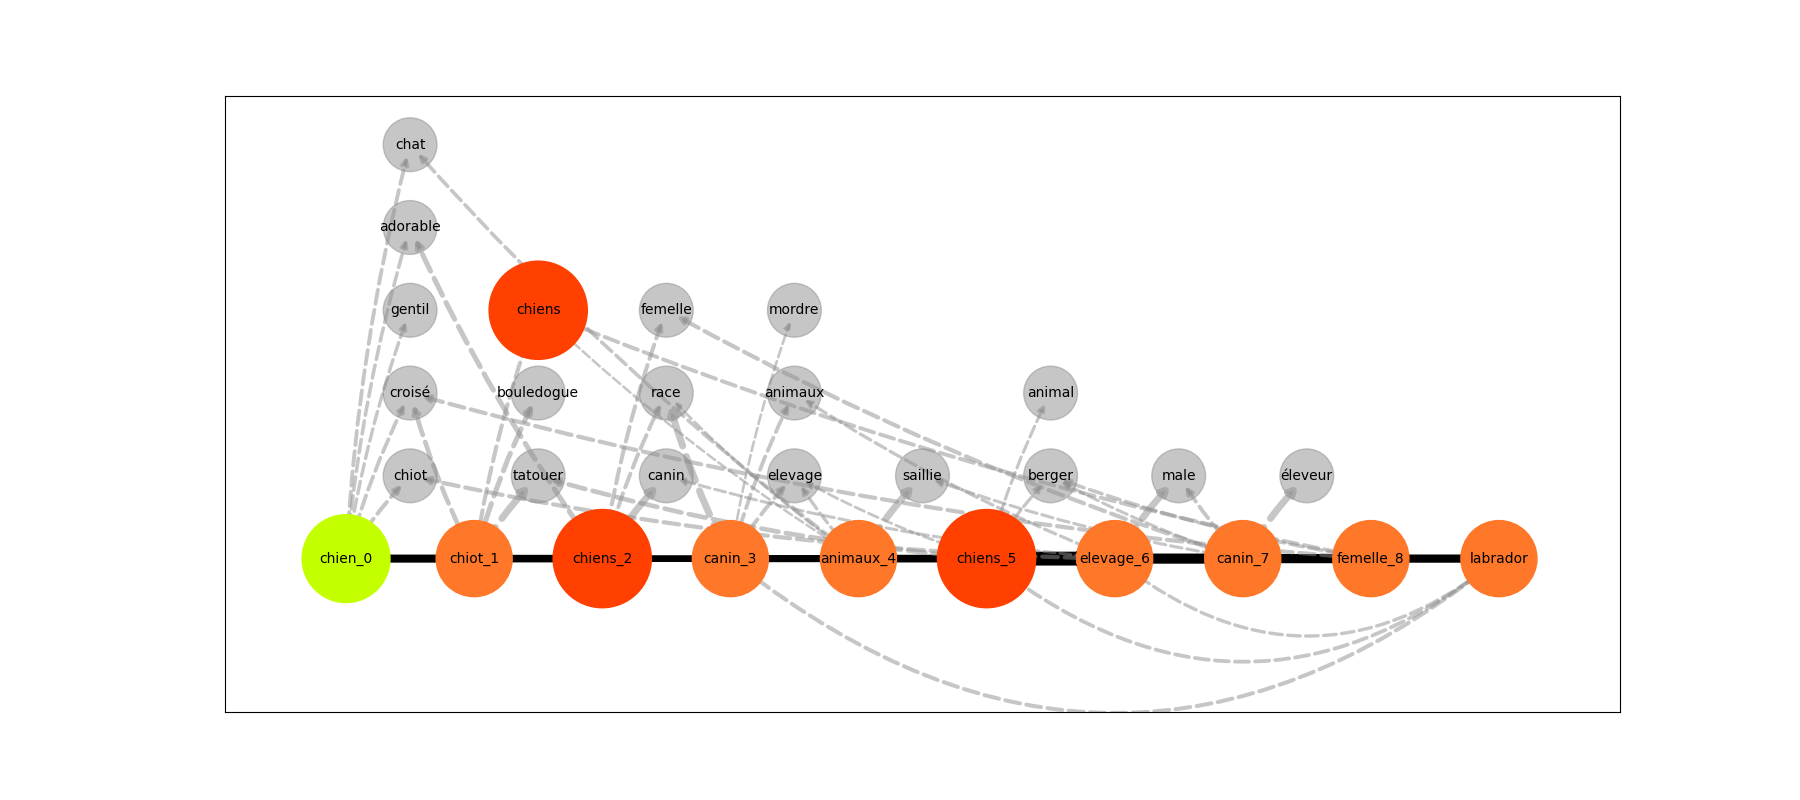 chat
adorable
gentil chiens femelle mordre
croisé bouledogue race animaux animal
chiot tatouer canin elevage saillie berger male éleveur
chien_0 chiot_1 chiens_2 canin_3 animaux_4 chiens_5 elevage_6 canin_7 femelle_8 labrador